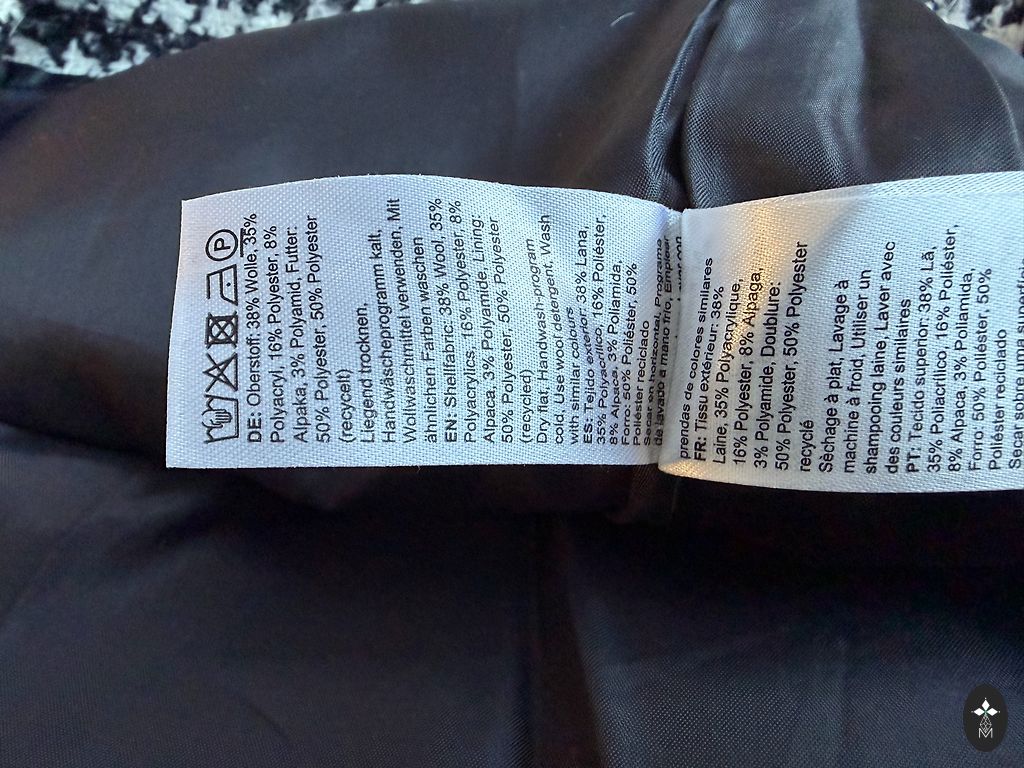 P
DE: Oberstoff: 38% Wolle, 35%
Polyacryl, 16% Polyester, 8%
Alpaka, 3% Polyamid, Futter:
50% Polyester, 50% Polyester
(recycelt)
Liegend trocknen,
Handwäscheprogramm kalt,
Wollwaschmittel verwenden, Mit
ähnlichen Farben waschen
EN: Shellfabric: 38% Wool, 35%
Polyacrylics, 16% Polyester, 8%
Alpaca, 3% Polyamide, Lining:
50% Polyester, 50% Polyester
(recycled)
Dry flat, Handwash-program
cold, Use wool detergent, Wash
with similar colours
ES: Tejido exterior: 38% Lana,
35% Polyacrílico, 16% Poliéster,
8% Alpaca, 3% Poliamida,
Forro: 50% Poliéster, 50%
Poliéster reciclado
Secar en horizontal, Programa
de lavado a mano frío, Emplear
prendas de colores similares
FR: Tissu extérieur: 38%
Laine, 35% Polyacrylique,
16% Polyester, 8% Alpaga,
3% Polyamide, Doublure:
50% Polyester, 50% Polyester
recyclé
Séchage à plat, Lavage à
machine à froid, Utiliser un
shampooing laine, Laver avec
des couleurs similaires
PT: Tecido superior: 38% Lã,
35% Poliacrílico, 16% Poliéster,
8% Alpaca, 3% Poliamida,
Forro: 50% Poliéster, 50%
Poliéster reciclado
Secar sobre uma
M